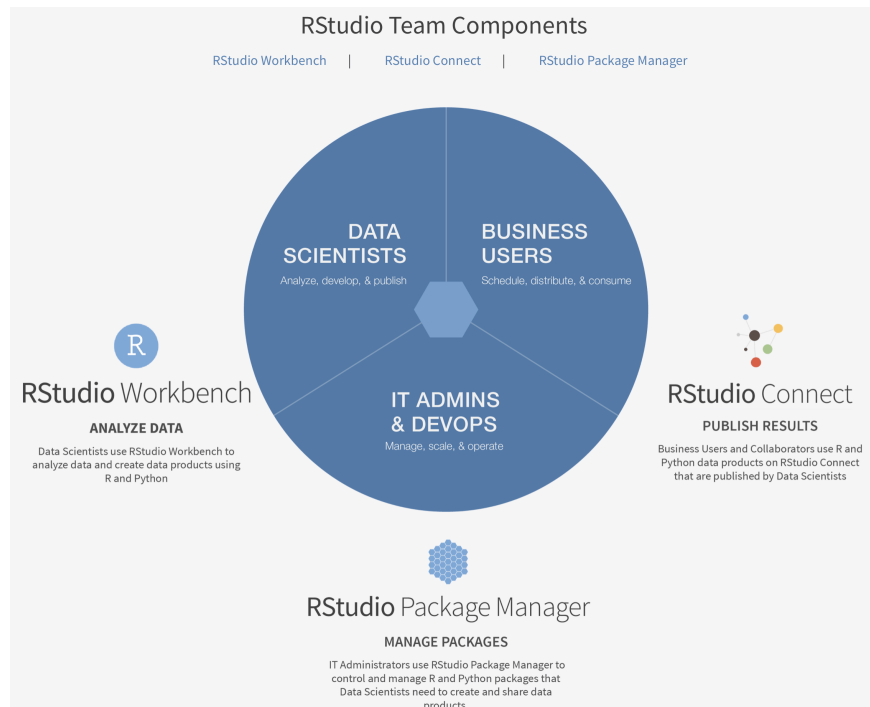 RStudio Team Components
RStudio Workbench | RStudio Connect | RStudio Package Manager
DATA
SCIENTISTS
Analyze, develop, & publish
BUSINESS
USERS
Schedule, distribute, & consume
IT ADMINS
& DEVOPS
Manage, scale, & operate
R
RStudio Workbench
ANALYZE DATA
Data Scientists use RStudio Workbench to
analyze data and create data products using
R and Python
RStudio Connect
PUBLISH RESULTS
Business Users and Collaborators use R and
Python data products on RStudio Connect
that are published by Data Scientists
RStudio Package Manager
MANAGE PACKAGES
IT Administrators use RStudio Package Manager to
control and manage R and Python packages that
Data Scientists need to create and share data
products